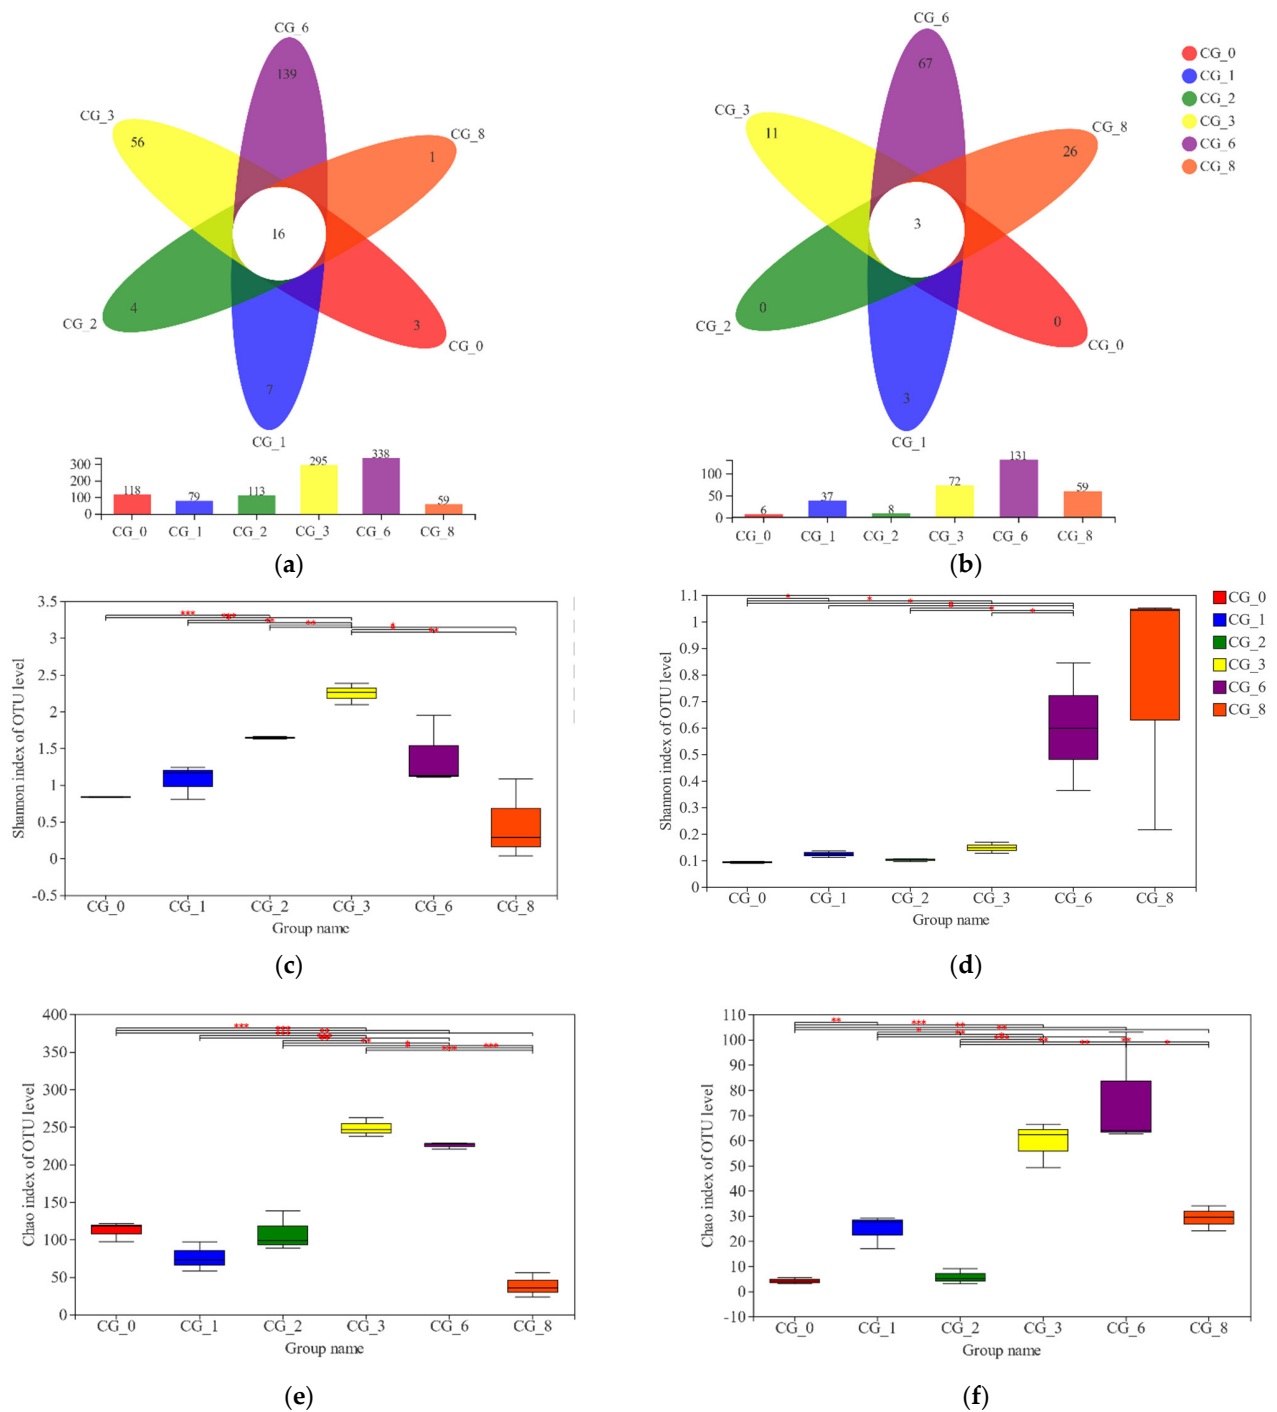 CG_6
139
CG_3
56
CG_8
1
16
4
CG_2
3
CG_0
7
CG_1
300
200
100
0
118
79
113
295
338
59
CG_0 CG_1 CG_2 CG_3 CG_6 CG_8
(a)
CG_6
67
CG_3
11
CG_8
26
3
0
CG_2
0
CG_0
3
CG_1
CG_0
CG_1
CG_2
CG_3
CG_6
CG_8
100
50
0
6
37
8
72
131
59
CG_0 CG_1 CG_2 CG_3 CG_6 CG_8
(b)
Shannon index of OTU level
3.5
3
2.5
2
1.5
1
0.5
0
-0.5
CG_0 CG_1 CG_2 CG_3 CG_6 CG_8
Group name
(c)
Shannon index of OTU level
1.1
1
0.9
0.8
0.7
0.6
0.5
0.4
0.3
0.2
0.1
0
CG_0 CG_1 CG_2 CG_3 CG_6 CG_8
Group name
CG_0
CG_1
CG_2
CG_3
CG_6
CG_8
(d)
Chao index of OTU level
400
350
300
250
200
150
100
50
0
CG_0 CG_1 CG_2 CG_3 CG_6 CG_8
Group name
(e)
Chao index of OTU level
110
100
90
80
70
60
50
40
30
20
10
0
-10
CG_0 CG_1 CG_2 CG_3 CG_6 CG_8
Group name
(f)